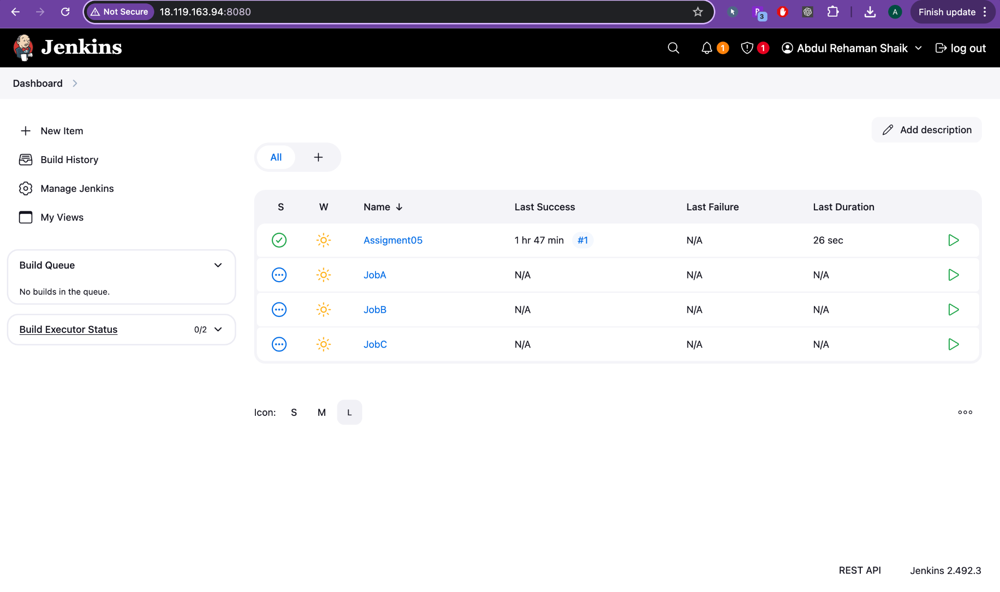 Not Secure 18.119.163.94:8080 3 A Finish update
Jenkins 1 1 Abdul Rehaman Shaik log out
Dashboard
New Item
Build History
Manage Jenkins
My Views
Build Queue
No builds in the queue.
Build Executor Status 0/2
Add description
All
S W Name Last Success Last Failure Last Duration
Assigment05 1 hr 47 min #1 N/A 26 sec
JobA N/A N/A N/A
JobB N/A N/A N/A
JobC N/A N/A N/A
Icon: S M L
REST API Jenkins 2.492.3